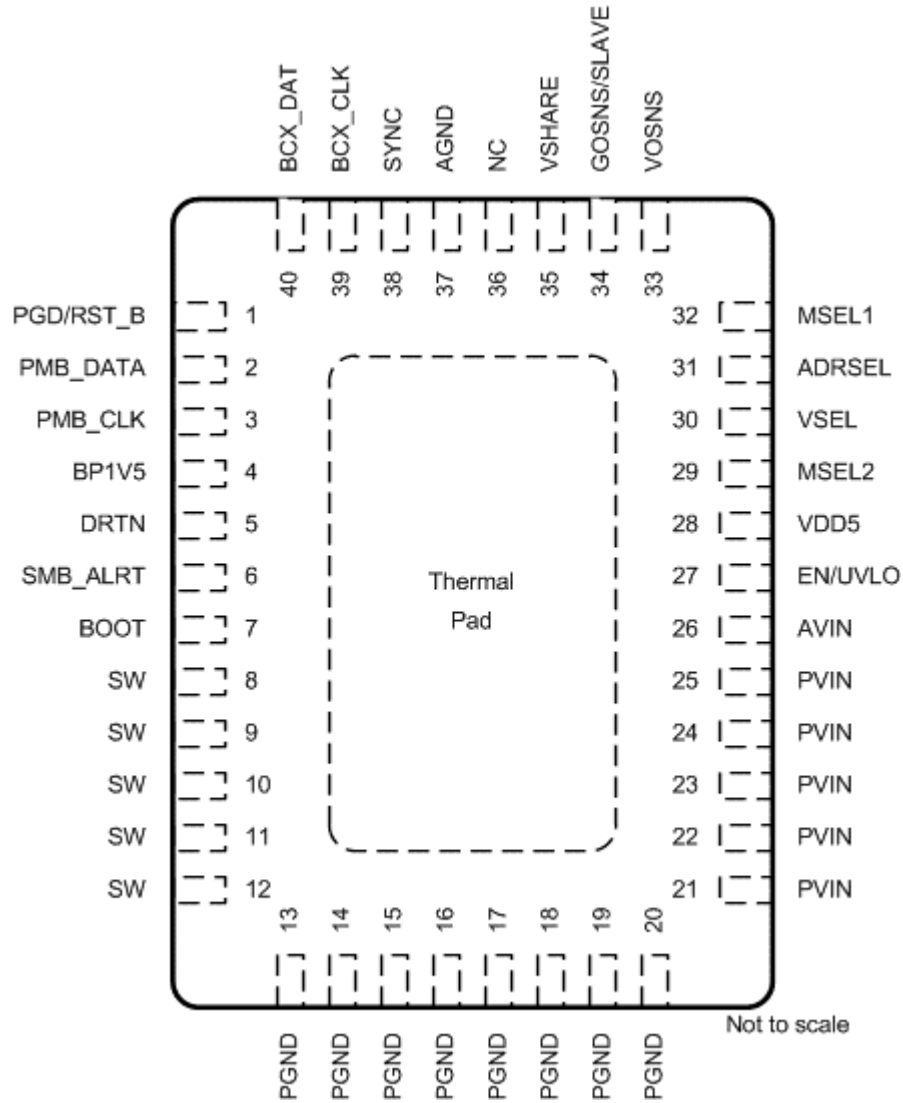 BCX_DAT
BCX_CLK
SYNC
AGND
NC
VSHARE
GOSNS/SLAVE
VOSNS
40
39
38
37
36
35
34
33
PGD/RST_B 1
32 MSEL1
PMB_DATA 2
31 ADRSEL
PMB_CLK 3
30 VSEL
BP1V5 4
29 MSEL2
DRTN 5
28 VDD5
SMB_ALRT 6
27 EN/UVLO
BOOT 7
26 AVIN
SW 8
25 PVIN
SW 9
24 PVIN
SW 10
23 PVIN
SW 11
22 PVIN
SW 12
21 PVIN
Thermal
Pad
13
14
15
16
17
18
19
20
PGND
PGND
PGND
PGND
PGND
PGND
PGND
PGND
Not to scale